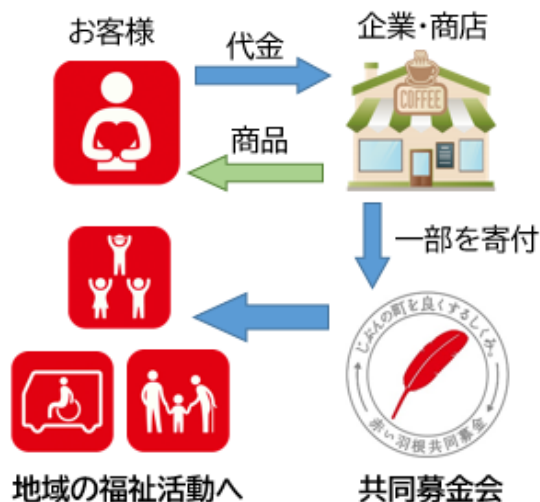 お客様
代金
企業・商店
COFFEE
商品
一部を寄付
じぶんの町を良くするしくみ。
赤い羽根共同募金
地域の福祉活動へ
共同募金会